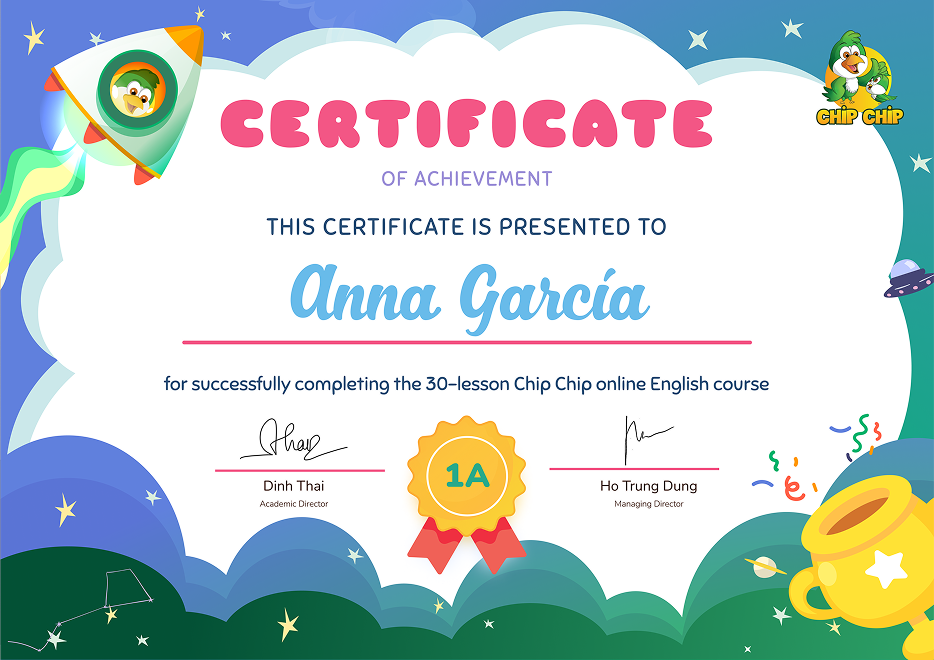 CHiP CHiP
CERTIFICATE
OF ACHIEVEMENT
THIS CERTIFICATE IS PRESENTED TO
Anna García
for successfully completing the 30-lesson Chip Chip online English course
1A
Dinh Thai
Academic Director
Ho Trung Dung
Managing Director